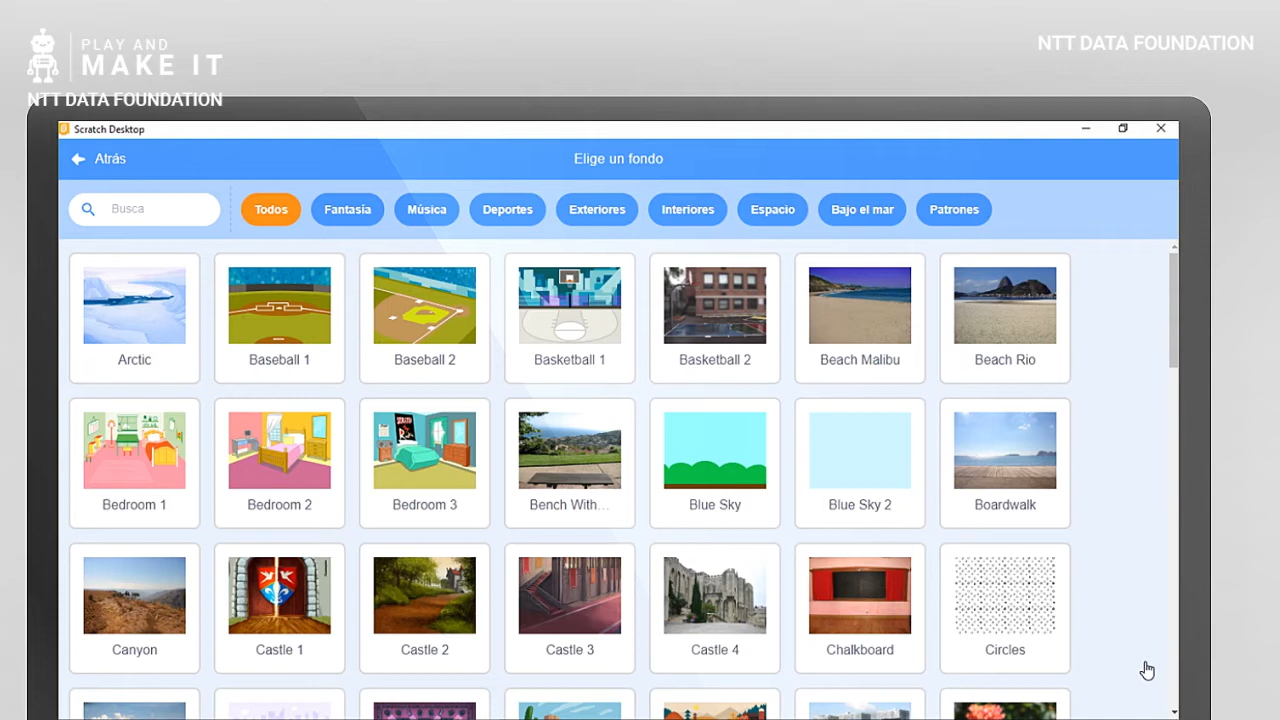 PLAY AND
MAKE IT
NTT DATA FOUNDATION
NTT DATA FOUNDATION
Scratch Desktop
Atrás
Elige un fondo
Busca
Todos
Fantasía
Música
Deportes
Exteriores
Interiores
Espacio
Bajo el mar
Patrones
Arctic
Baseball 1
Baseball 2
Basketball 1
Basketball 2
Beach Malibu
Beach Rio
Bedroom 1
Bedroom 2
Bedroom 3
Bench With...
Blue Sky
Blue Sky 2
Boardwalk
Canyon
Castle 1
Castle 2
Castle 3
Castle 4
Chalkboard
Circles